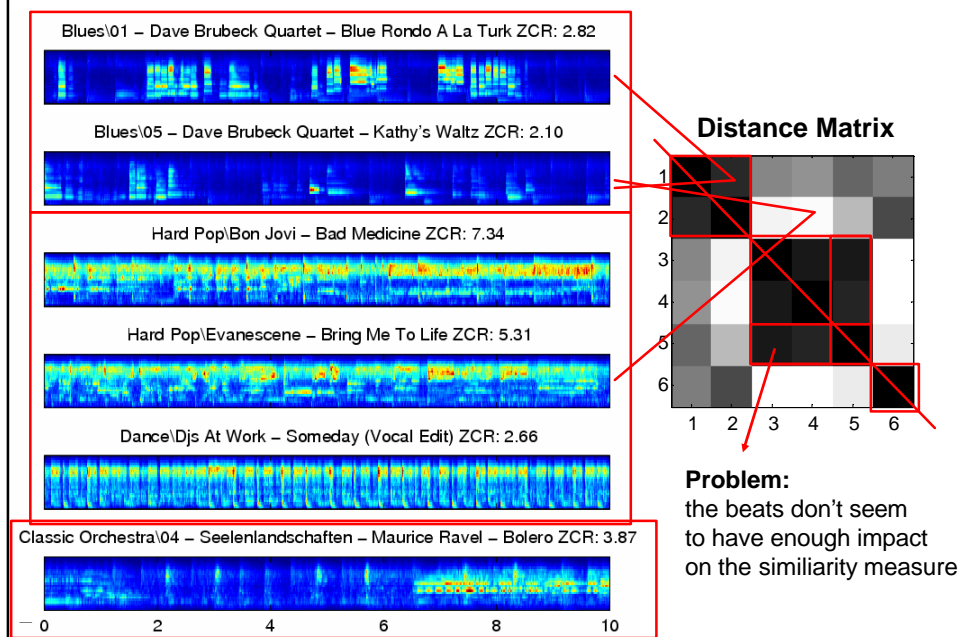 Blues\01 – Dave Brubeck Quartet – Blue Rondo A La Turk ZCR: 2.82
Blues\05 – Dave Brubeck Quartet – Kathy's Waltz ZCR: 2.10
Hard Pop\Bon Jovi – Bad Medicine ZCR: 7.34
Hard Pop\Evanescene – Bring Me To Life ZCR: 5.31
Dance\Djs At Work – Someday (Vocal Edit) ZCR: 2.66
Classic Orchestra\04 – Seelenlandschaften – Maurice Ravel – Bolero ZCR: 3.87
0 2 4 6 8 10
Distance Matrix
1
2
3
4
5
6
1 2 3 4 5 6
Problem:
the beats don't seem
to have enough impact
on the similiarity measure